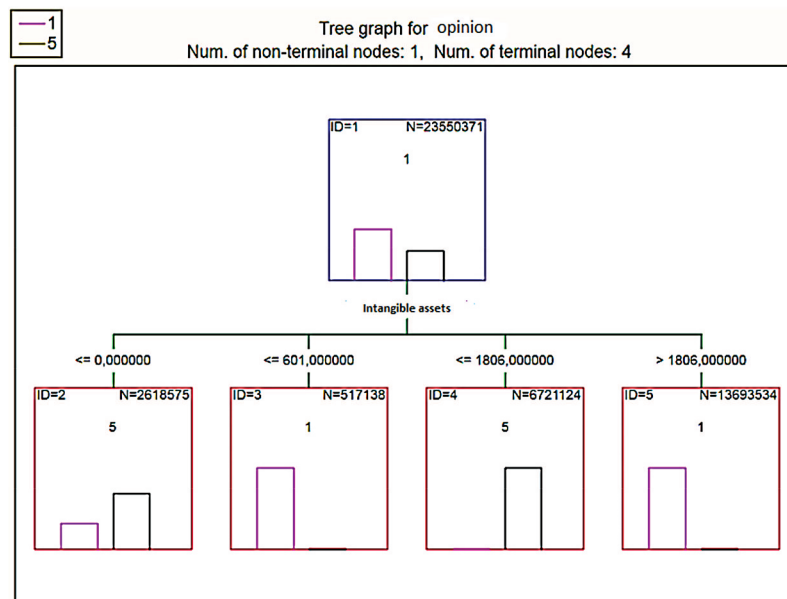 1
5
Tree graph for opinion
Num. of non-terminal nodes: 1, Num. of terminal nodes: 4
ID=1 N=23550371
1
Intangible assets
<= 0,000000 <= 601,000000 <= 1806,000000 > 1806,000000
ID=2 N=2618575 ID=3 N=517138 ID=4 N=6721124 ID=5 N=13693534
5 1 5 1